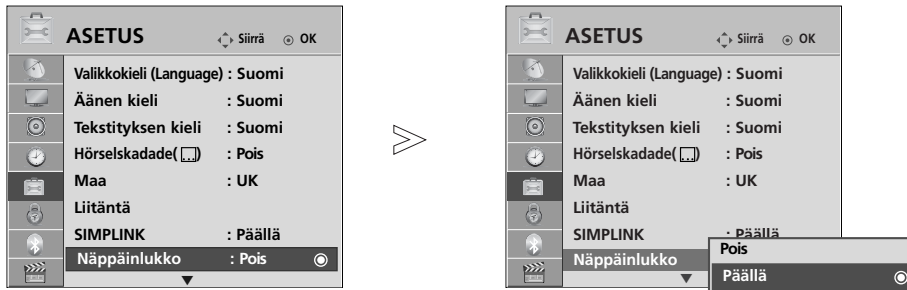 ASETUS Siirrä OK
Valikkokieli (Language) : Suomi
Äänen kieli : Suomi
Tekstityksen kieli : Suomi
Hörselskadade( ) : Pois
Maa : UK
Liitäntä
SIMPLINK : Päällä
Näppäinlukko : Pois
ASETUS Siirrä OK
Valikkokieli (Language) : Suomi
Äänen kieli : Suomi
Tekstityksen kieli : Suomi
Hörselskadade( ) : Pois
Maa : UK
Liitäntä
SIMPLINK : Päällä
Näppäinlukko
Pois
Päällä